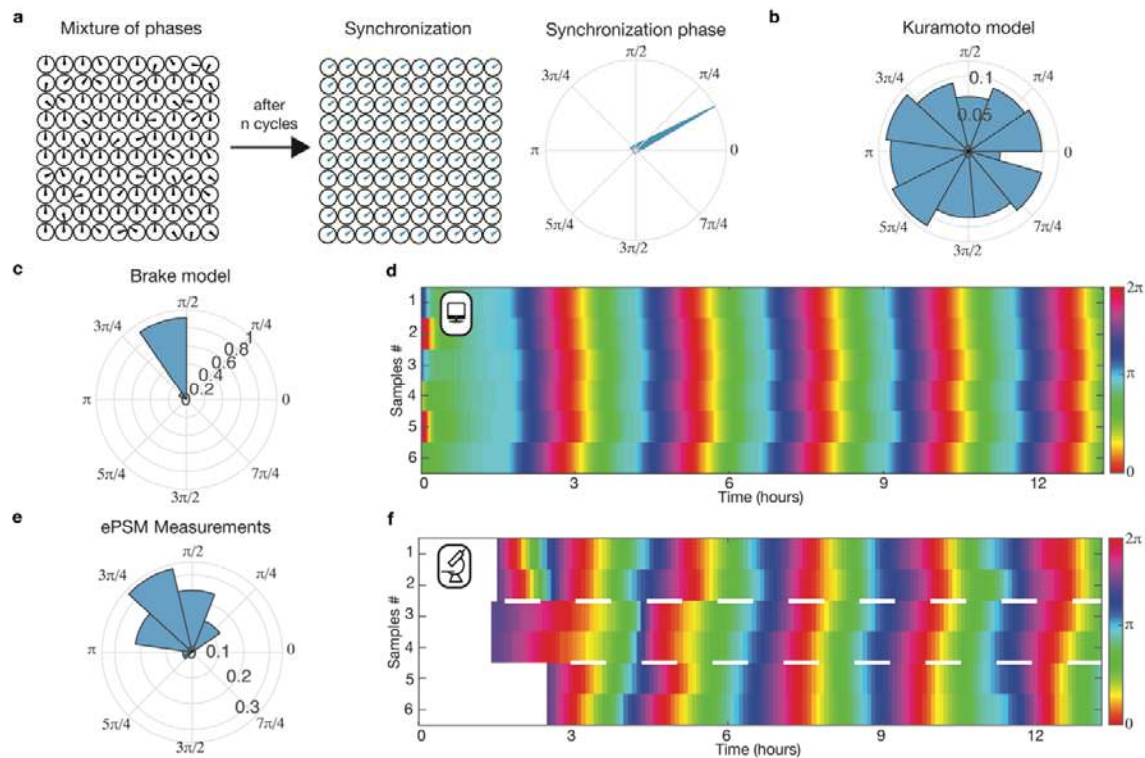 a
Mixture of phases
after
n cycles
Synchronization
Synchronization phase
π/2
3π/4
π/4
π
0
5π/4
7π/4
3π/2
b
Kuramoto model
π/2
3π/4
π/4
0.1
0.05
π
0
5π/4
7π/4
3π/2
c
Brake model
π/2
3π/4
π/4
1
0.8
0.6
0.4
0.2
π
0
5π/4
7π/4
3π/2
d
Samples #
1
2
3
4
5
6
0
3
6
9
12
Time (hours)
2π
π
0
e
ePSM Measurements
π/2
3π/4
π/4
π
0
0.1
0.2
0.3
5π/4
7π/4
3π/2
f
Samples #
1
2
3
4
5
6
0
3
6
9
12
Time (hours)
2π
π
0